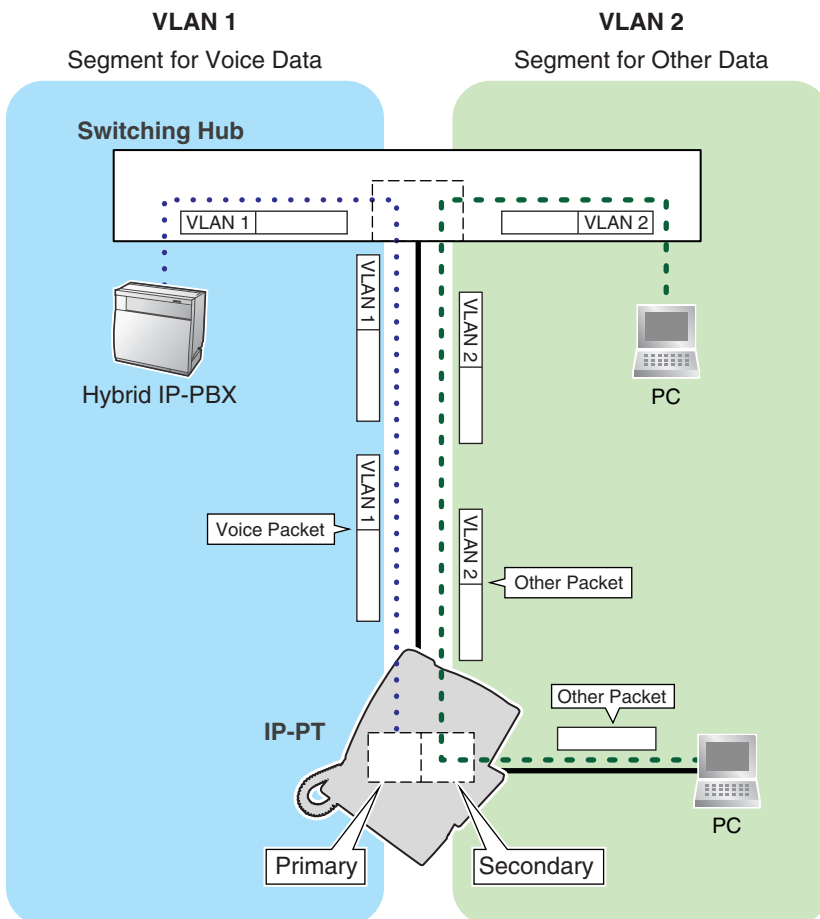 VLAN 1
Segment for Voice Data
VLAN 2
Segment for Other Data
Switching Hub
VLAN 1
VLAN 2
VLAN 1
VLAN 2
Hybrid IP-PBX
PC
VLAN 1
Voice Packet
VLAN 2
Other Packet
Other Packet
IP-PT
PC
Primary
Secondary